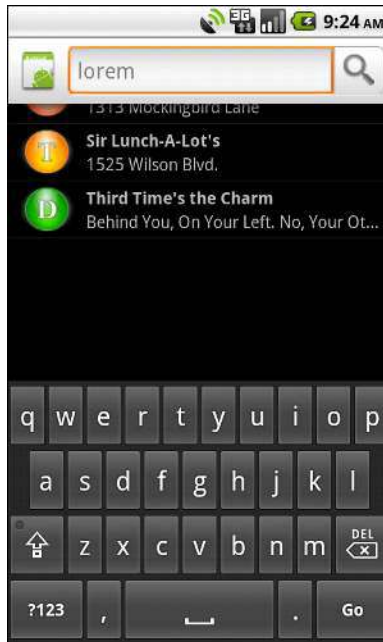 3G 9:24 AM
lorem
1313 Mockingbird Lane
T
Sir Lunch-A-Lot's
1525 Wilson Blvd.
D
Third Time's the Charm
Behind You, On Your Left. No, Your Ot...
q w e r t y u i o p
a s d f g h j k l
z x c v b n m DEL
?123 , . Go